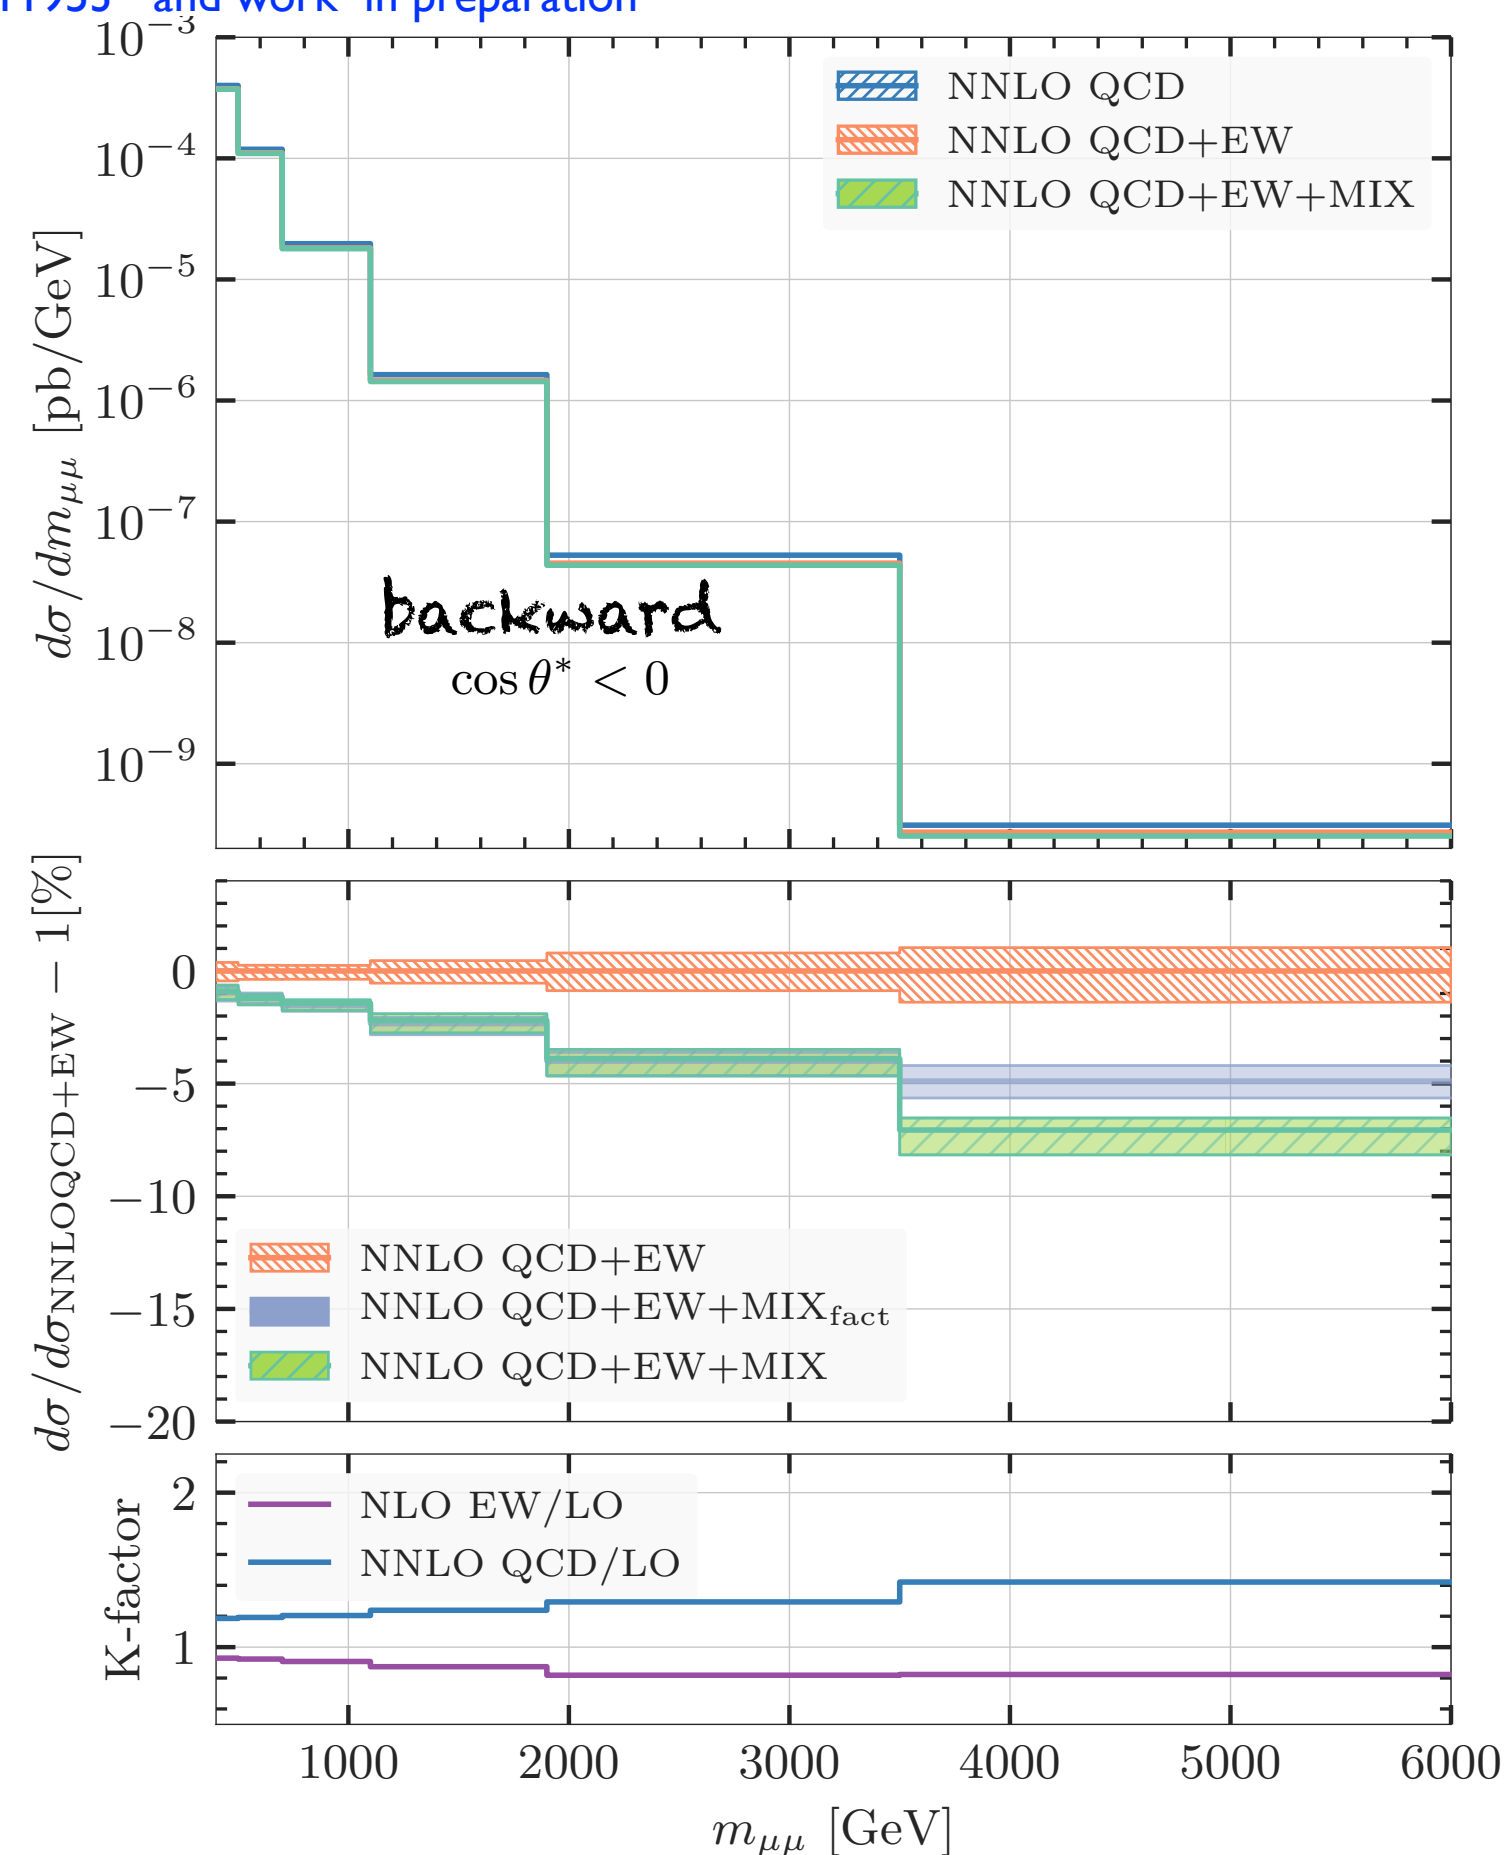 and work in preparation
10⁻³
10⁻⁴
10⁻⁵
10⁻⁶
10⁻⁷
10⁻⁸
10⁻⁹
dσ/dm_μμ [pb/GeV]
NNLO QCD
NNLO QCD+EW
NNLO QCD+EW+MIX
backward
cos θ* < 0
dσ/dσ_NNLOQCD+EW − 1[%]
0
−5
−10
−15
−20
NNLO QCD+EW
NNLO QCD+EW+MIX_fact
NNLO QCD+EW+MIX
K-factor
2
1
NLO EW/LO
NNLO QCD/LO
1000 2000 3000 4000 5000 6000
m_μμ [GeV]